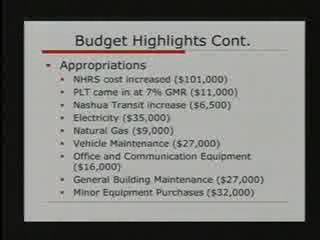 Budget Highlights Cont.
Appropriations
NHRS cost increased ($101,000)
PLT came in at 7% GMR ($11,000)
Nashua Transit increase ($6,500)
Electricity ($35,000)
Natural Gas ($9,000)
Vehicle Maintenance ($27,000)
Office and Communication Equipment
($16,000)
General Building Maintenance ($27,000)
Minor Equipment Purchases ($32,000)